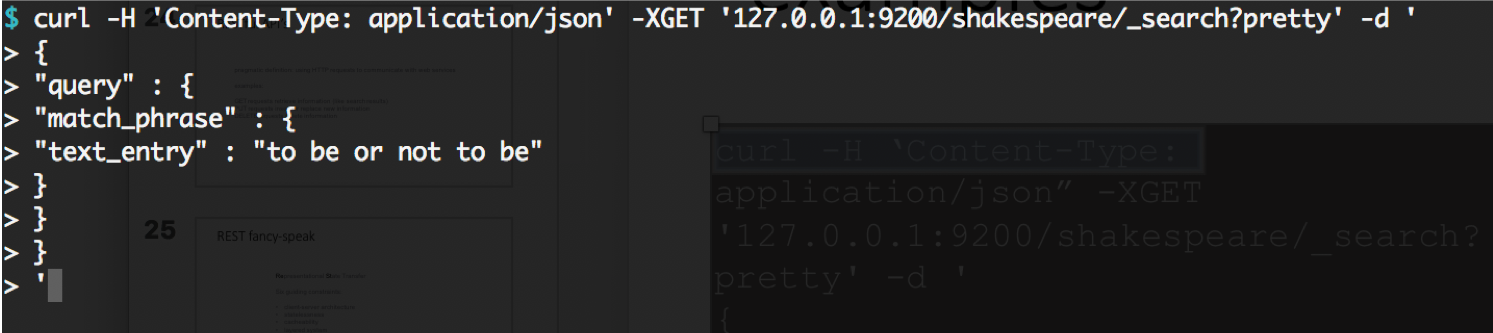 $ curl -H 'Content-Type: application/json' -XGET '127.0.0.1:9200/shakespeare/_search?pretty' -d '
> {
> "query" : {
> "match_phrase" : {
> "text_entry" : "to be or not to be"
> }
> }
> }
> '
examples
25
REST fancy-speak
curl -H ‘Content-Type:
application/json” -XGET
'127.0.0.1:9200/shakespeare/_search?
pretty' -d '
{